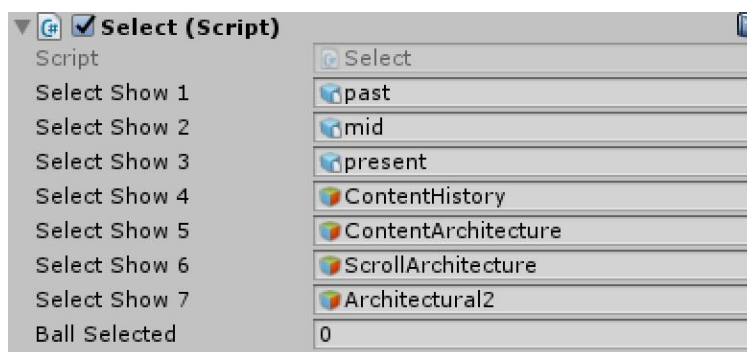 Select (Script)
Script Select
Select Show 1 past
Select Show 2 mid
Select Show 3 present
Select Show 4 ContentHistory
Select Show 5 ContentArchitecture
Select Show 6 ScrollArchitecture
Select Show 7 Architectural2
Ball Selected 0